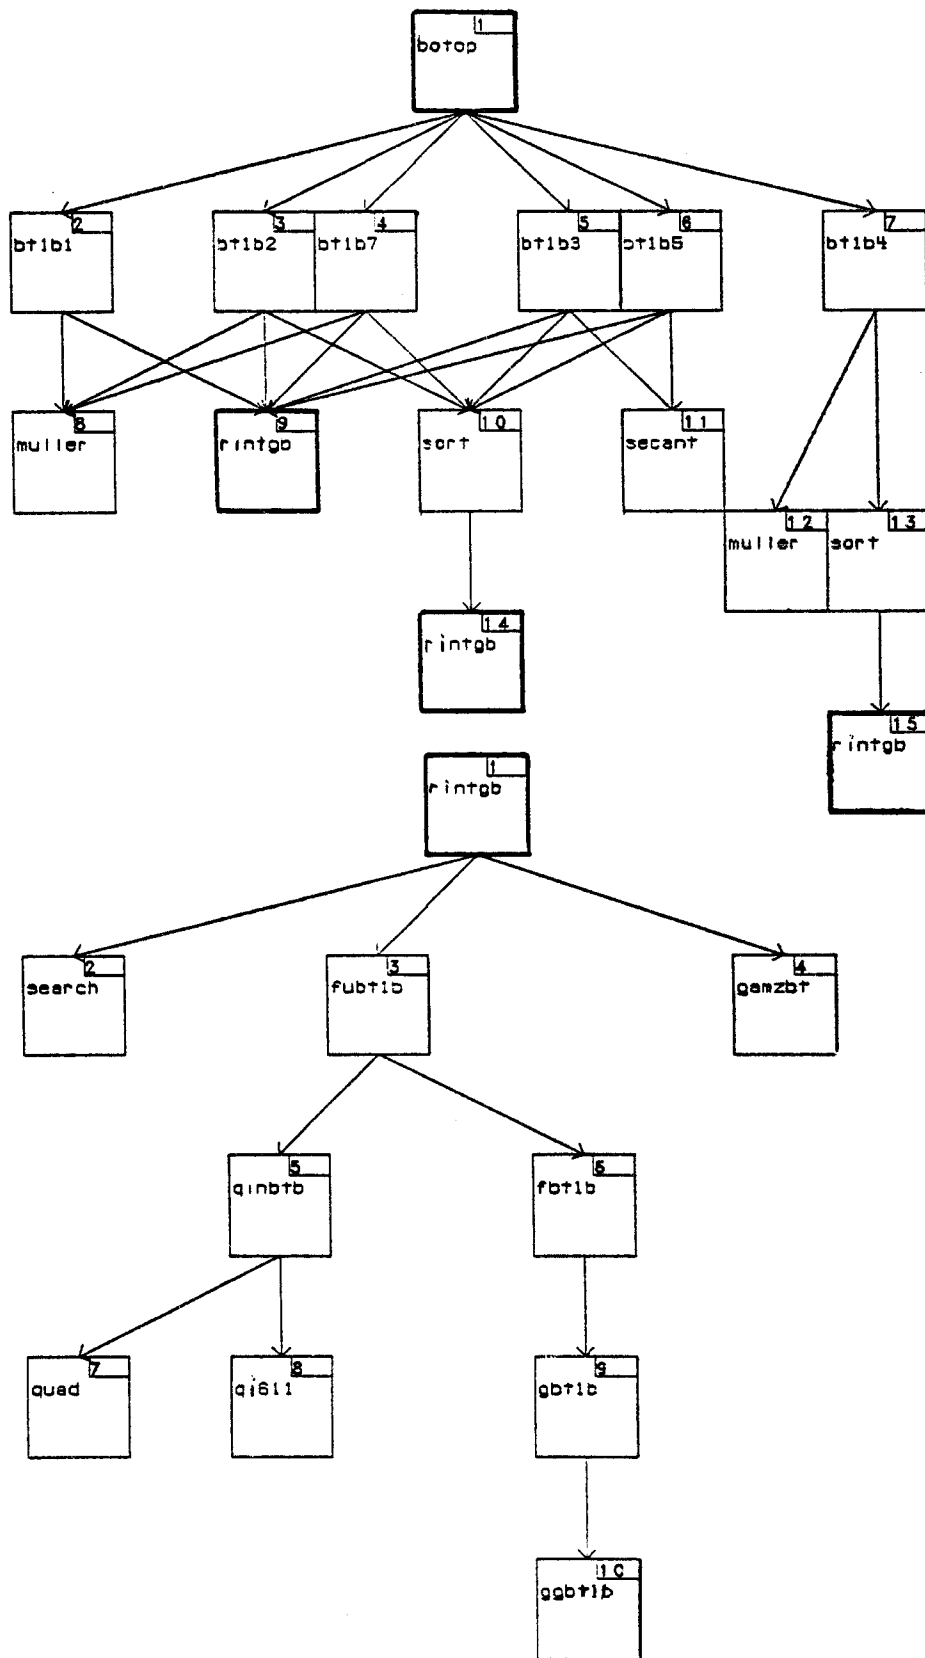 1
botop
2 3 4 5 6 7
bt1b1 bt1b2 bt1b7 bt1b3 bt1b5 bt1b4
8 9 10 11
muller rintgb sort secant
12 13
muller sort
14
rintgb
15
rintgb
1
rintgb
2 3 4
search fubt1b gamzbt
5 6
qinbtb fbt1b
7 8 9
quad qi611 gbt1b
10
ggbt1b